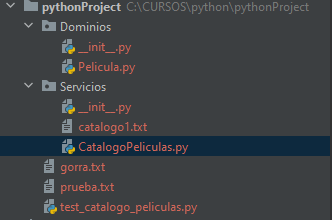 pythonProject C:\CURSOS\python\pythonProject
Dominios
__init__.py
Pelicula.py
Servicios
__init__.py
catalogo1.txt
CatalogoPeliculas.py
gorra.txt
prueba.txt
test_catalogo_peliculas.py